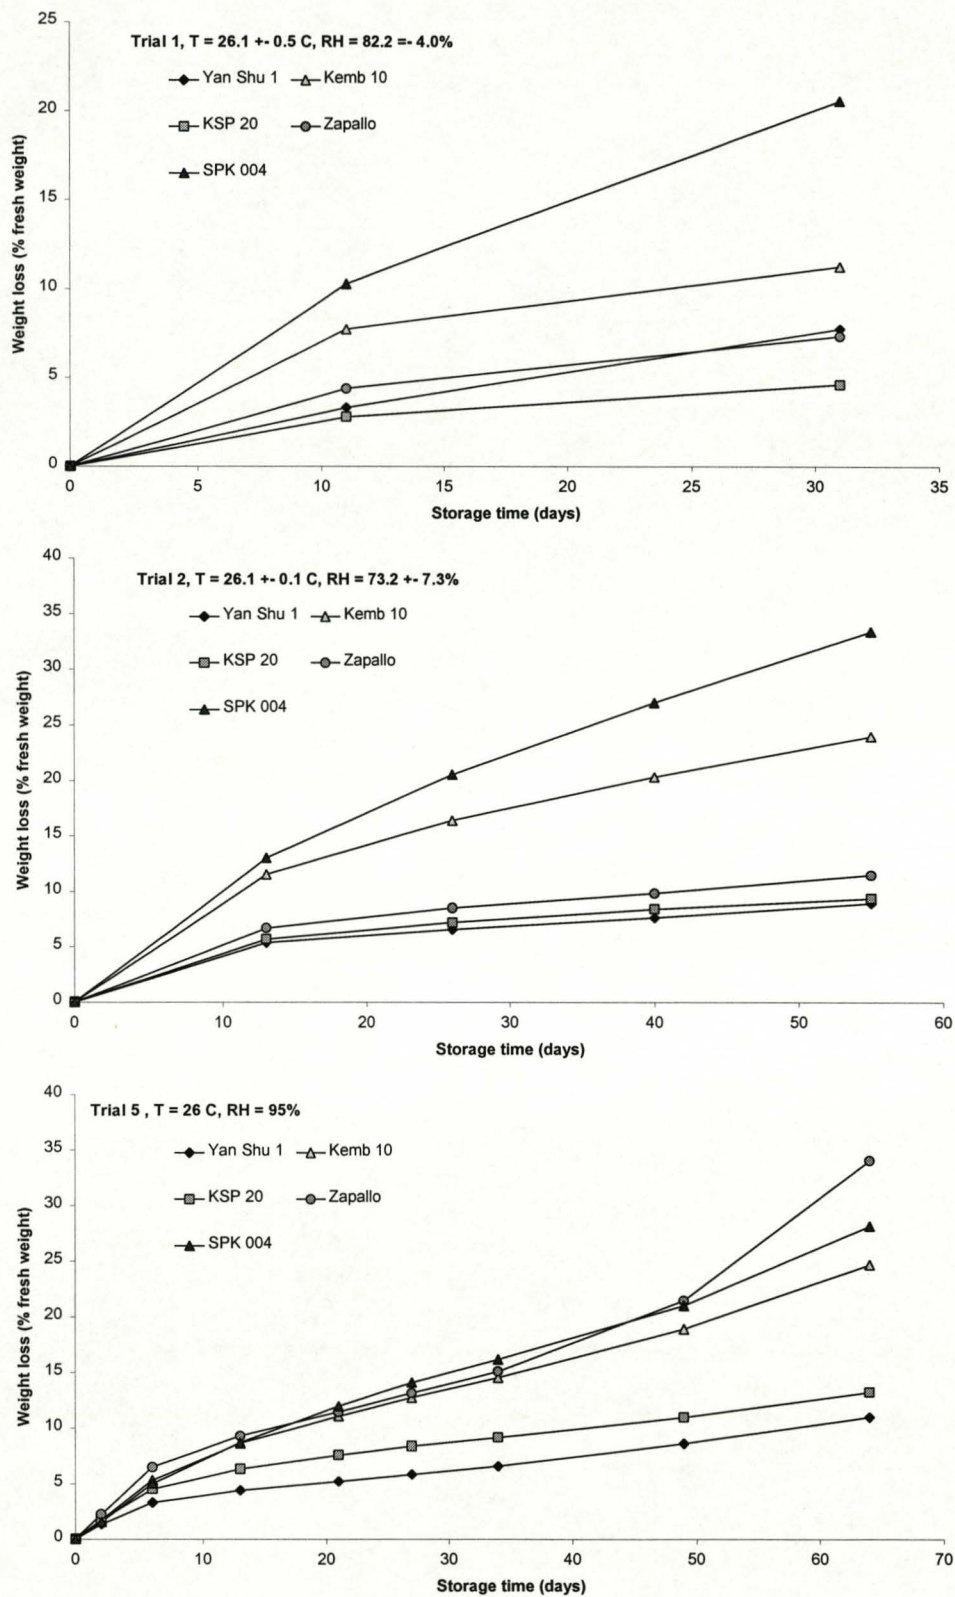 Trial 1, T = 26.1 +- 0.5 C, RH = 82.2 =- 4.0%
Yan Shu 1 Kemb 10
KSP 20 Zapallo
SPK 004
Weight loss (% fresh weight)
25
20
15
10
5
0
0 5 10 15 20 25 30 35
Storage time (days)
Trial 2, T = 26.1 +- 0.1 C, RH = 73.2 +- 7.3%
Yan Shu 1 Kemb 10
KSP 20 Zapallo
SPK 004
Weight loss (% fresh weight)
40
35
30
25
20
15
10
5
0
0 10 20 30 40 50 60
Storage time (days)
Trial 5 , T = 26 C, RH = 95%
Yan Shu 1 Kemb 10
KSP 20 Zapallo
SPK 004
Weight loss (% fresh weight)
40
35
30
25
20
15
10
5
0
0 10 20 30 40 50 60 70
Storage time (days)